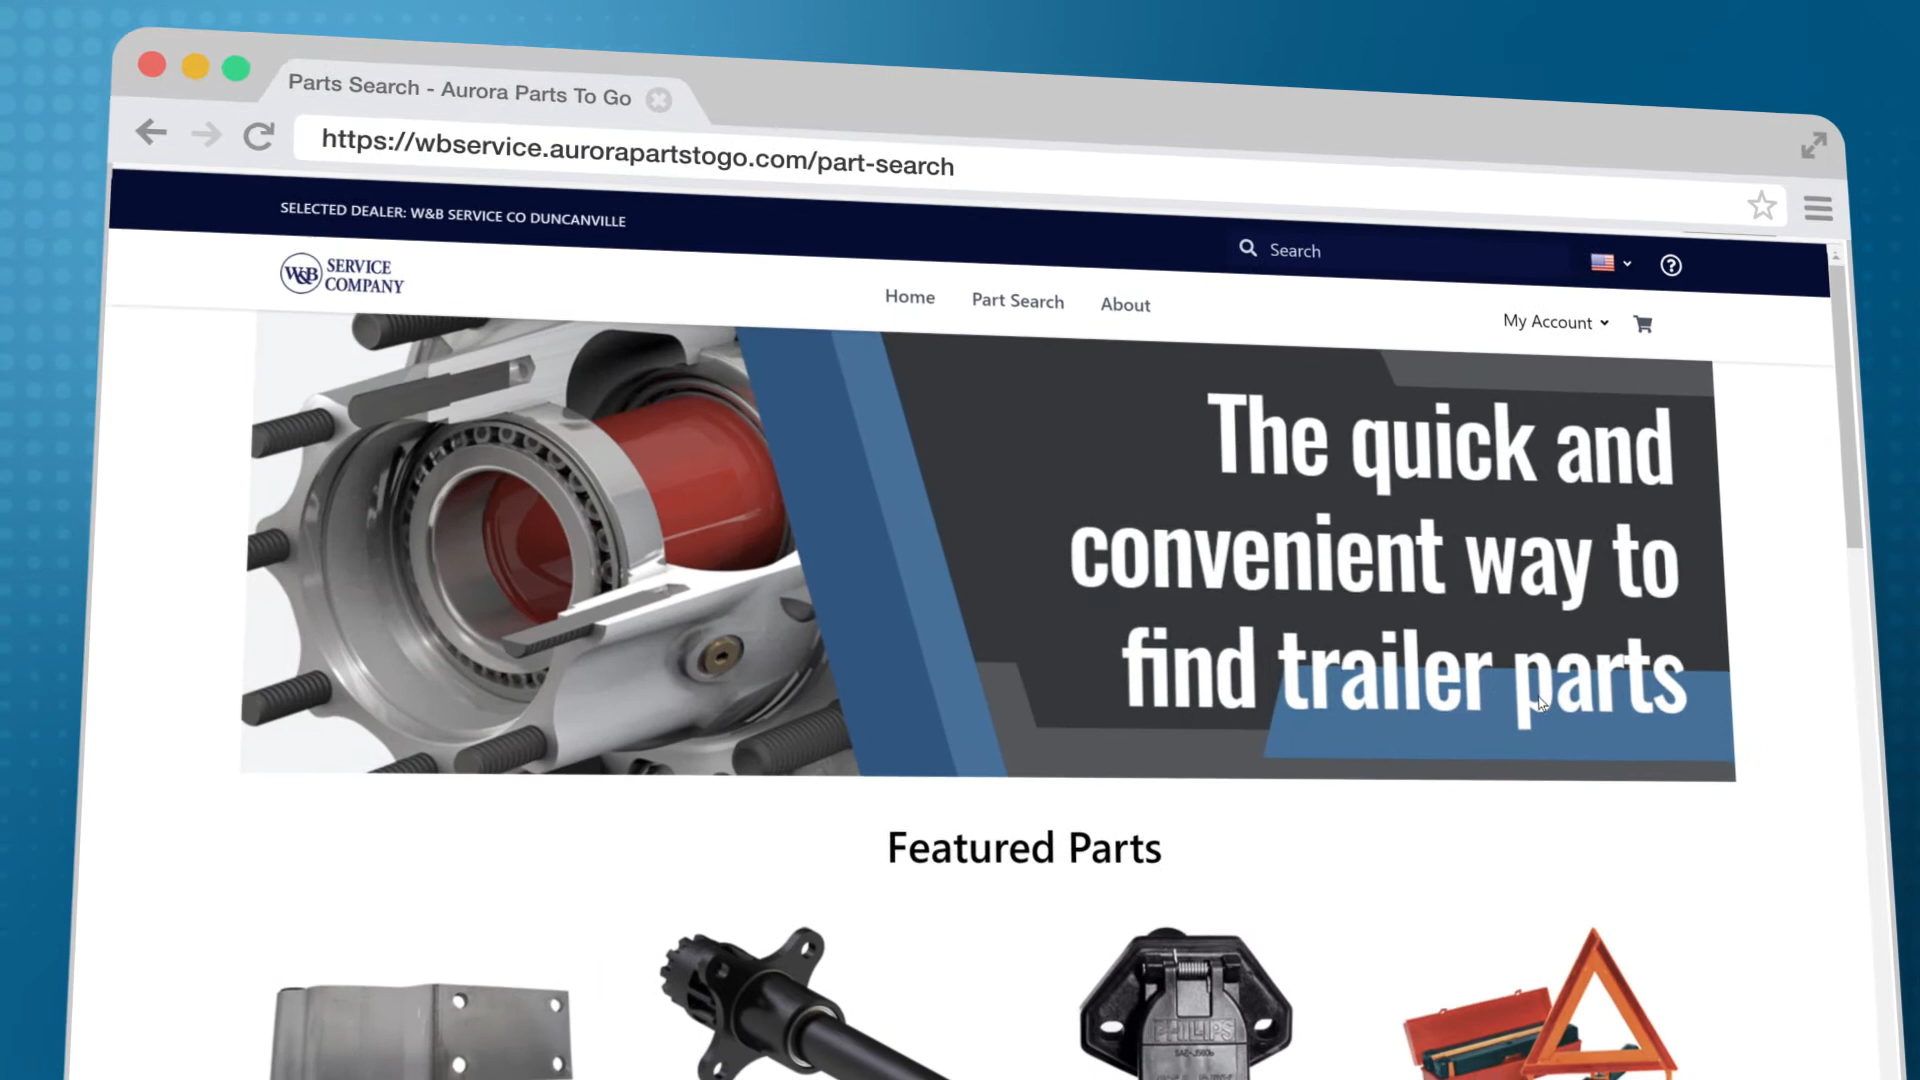 Parts Search - Aurora Parts To Go
https://wbservice.aurorapartstogo.com/part-search
SELECTED DEALER: W&B SERVICE CO DUNCANVILLE
Search
W&B SERVICE
COMPANY
Home
Part Search
About
My Account
The quick and
convenient way to
find trailer parts
Featured Parts
PHILLIPS